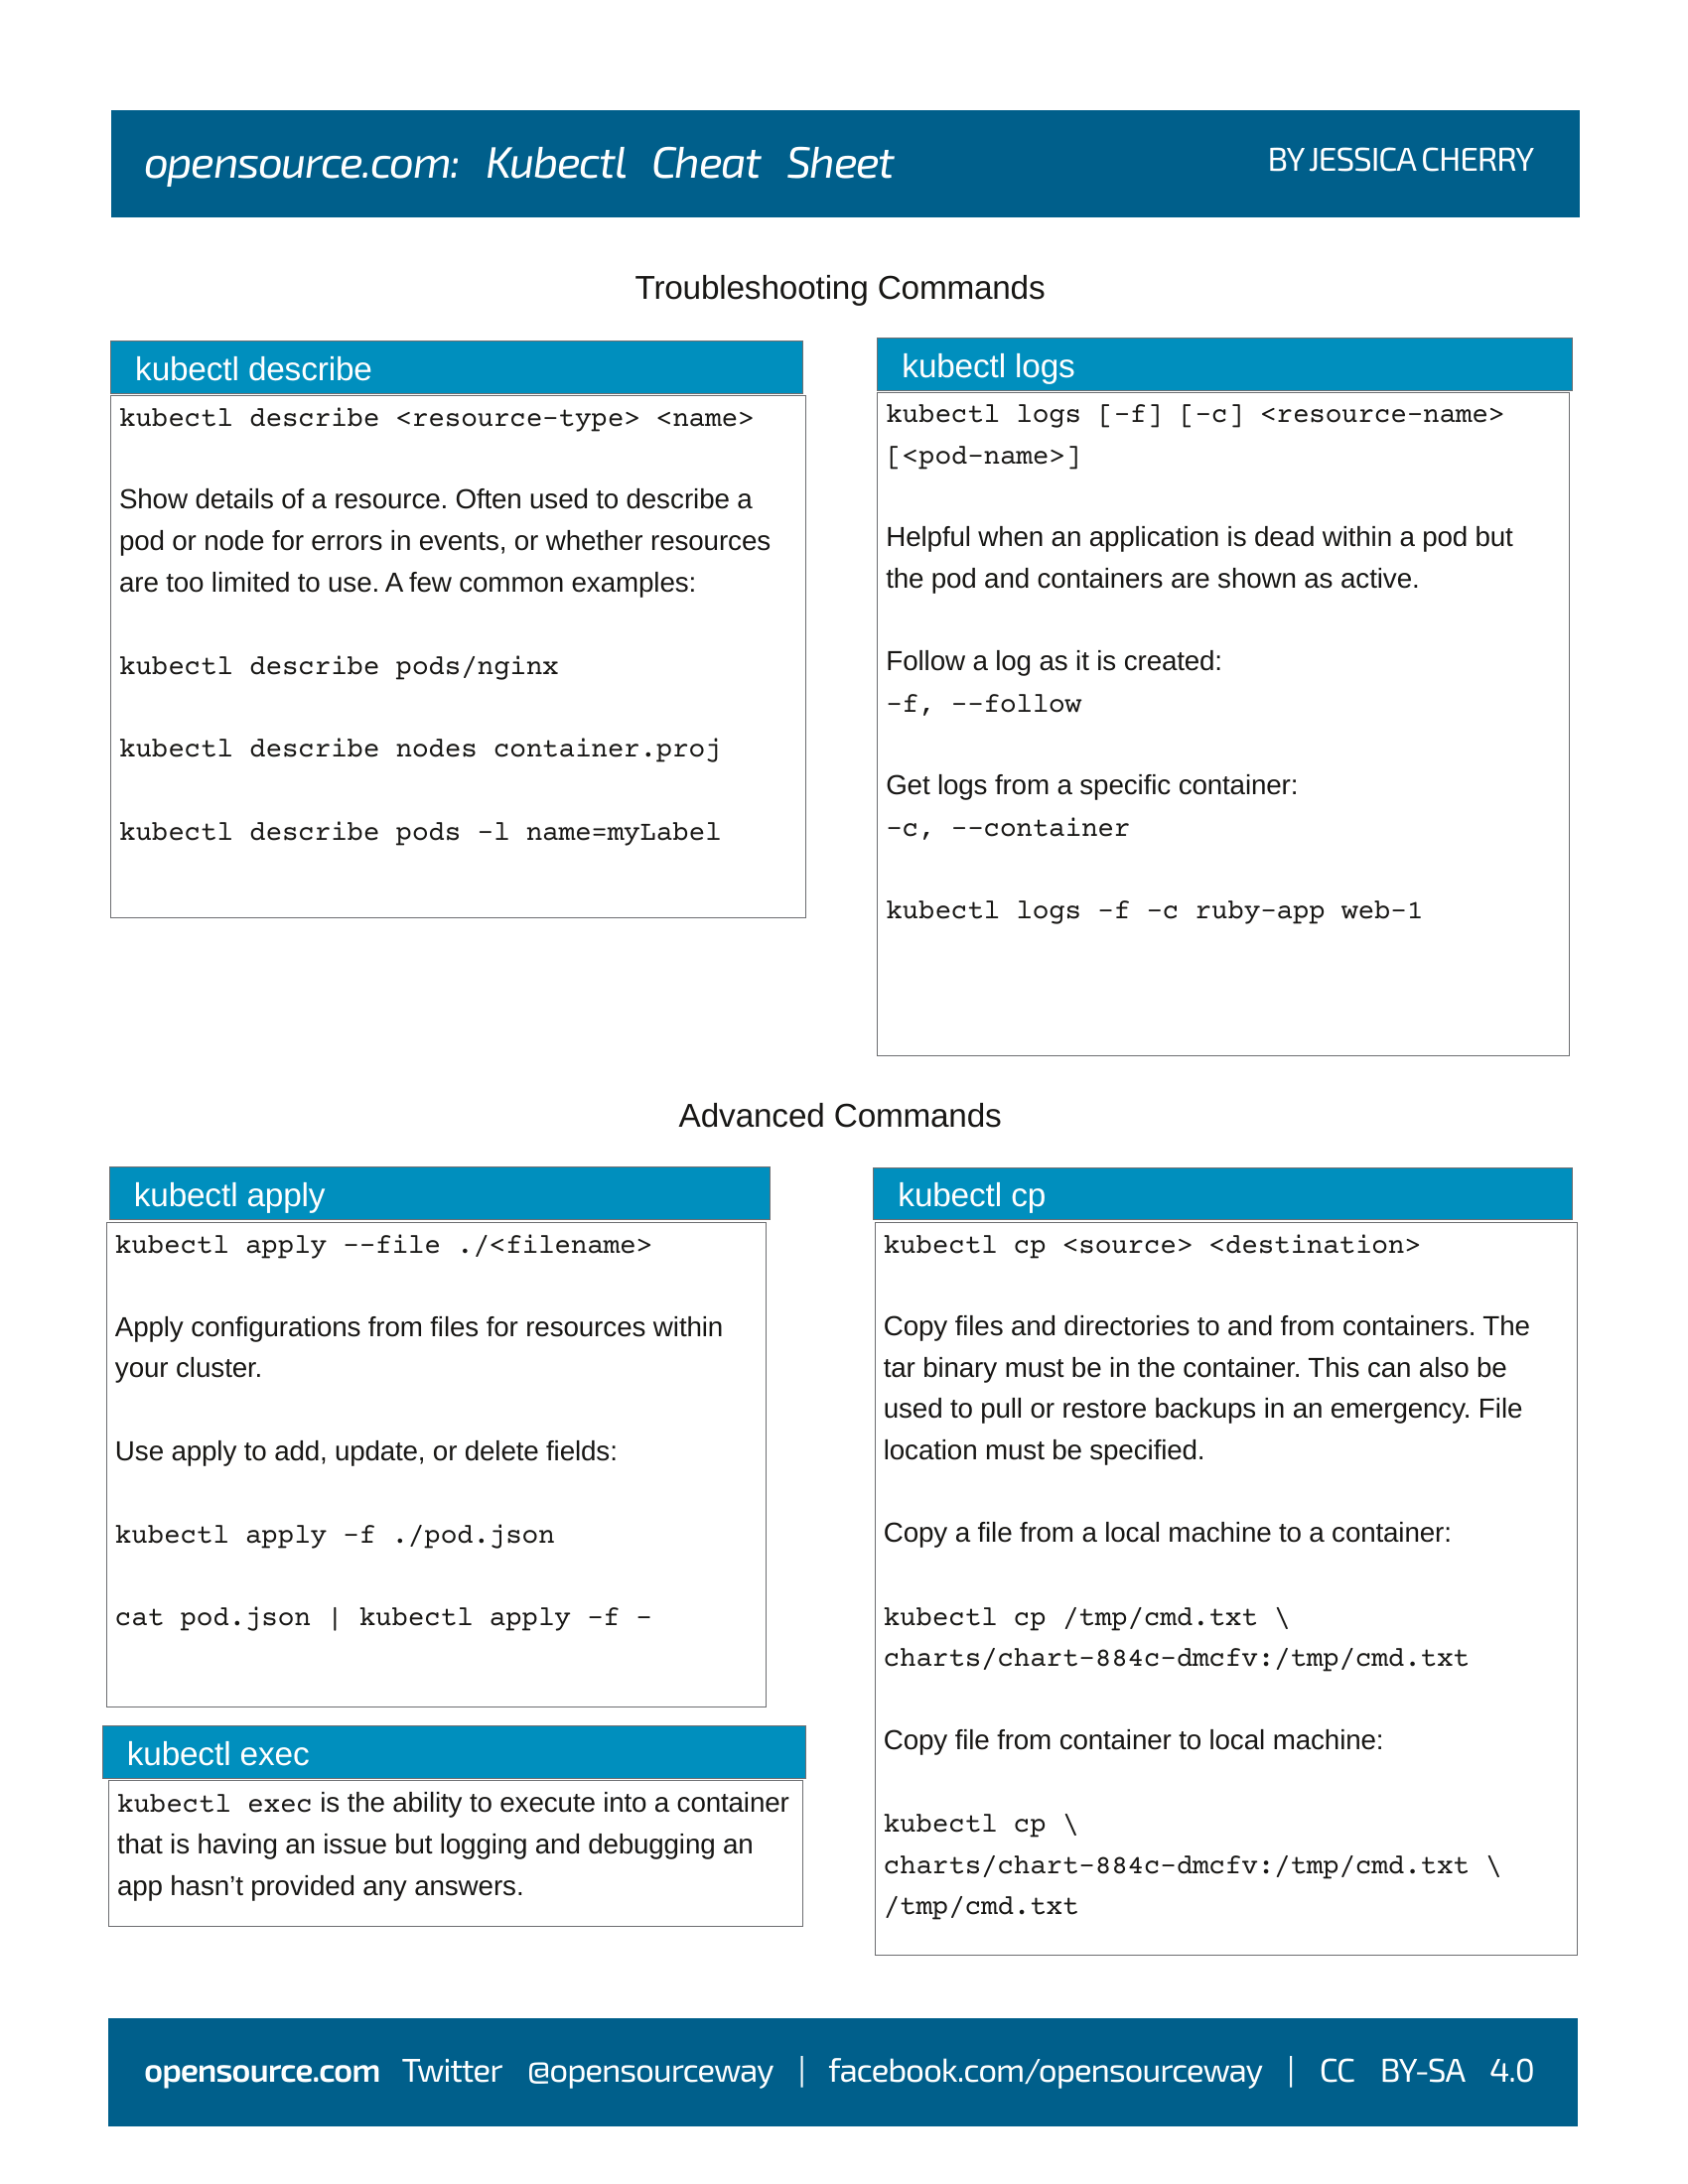 opensource.com: Kubectl Cheat Sheet
BY JESSICA CHERRY
Troubleshooting Commands
kubectl describe
kubectl describe <resource-type> <name>
Show details of a resource. Often used to describe a
pod or node for errors in events, or whether resources
are too limited to use. A few common examples:
kubectl describe pods/nginx
kubectl describe nodes container.proj
kubectl describe pods -l name=myLabel
kubectl logs
kubectl logs [-f] [-c] <resource-name>
[<pod-name>]
Helpful when an application is dead within a pod but
the pod and containers are shown as active.
Follow a log as it is created:
-f, --follow
Get logs from a specific container:
-c, --container
kubectl logs -f -c ruby-app web-1
Advanced Commands
kubectl apply
kubectl apply --file ./<filename>
Apply configurations from files for resources within
your cluster.
Use apply to add, update, or delete fields:
kubectl apply -f ./pod.json
cat pod.json | kubectl apply -f -
kubectl exec
kubectl exec is the ability to execute into a container
that is having an issue but logging and debugging an
app hasn’t provided any answers.
kubectl cp
kubectl cp <source> <destination>
Copy files and directories to and from containers. The
tar binary must be in the container. This can also be
used to pull or restore backups in an emergency. File
location must be specified.
Copy a file from a local machine to a container:
kubectl cp /tmp/cmd.txt \
charts/chart-884c-dmcfv:/tmp/cmd.txt
Copy file from container to local machine:
kubectl cp \
charts/chart-884c-dmcfv:/tmp/cmd.txt \
/tmp/cmd.txt
opensource.com Twitter @opensourceway | facebook.com/opensourceway | CC BY-SA 4.0